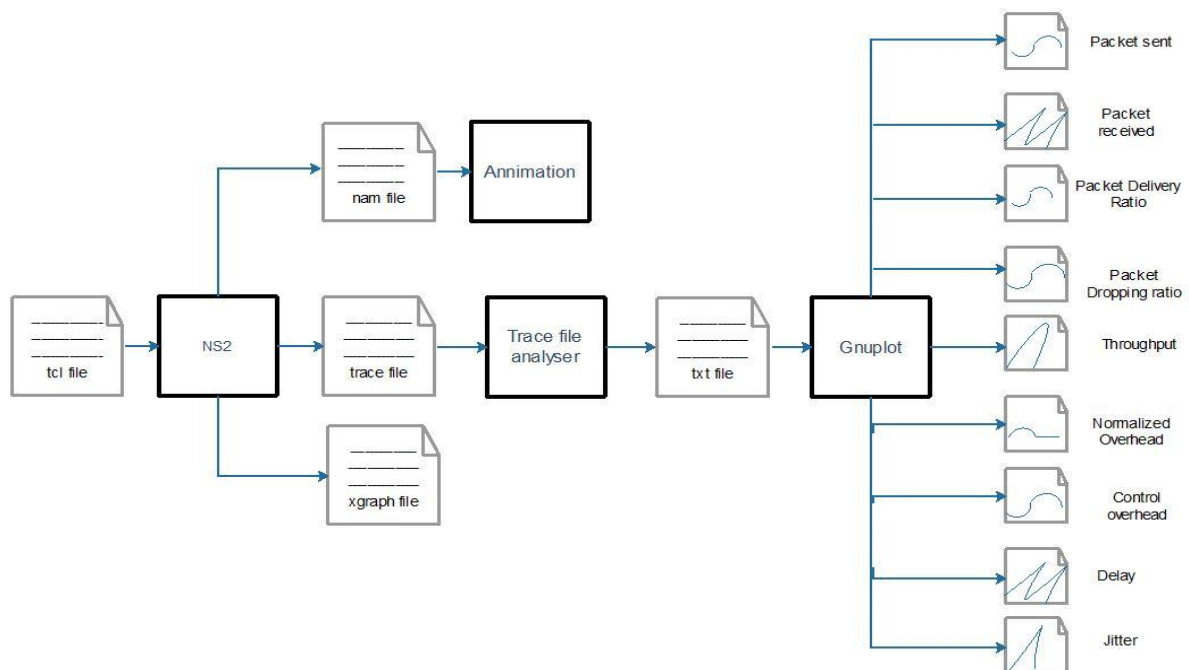 Packet sent
Packet
received
Packet Delivery
Ratio
Packet
Dropping ratio
Throughput
Normalized
Overhead
Control
overhead
Delay
Jitter
nam file
Annimation
tcl file
NS2
trace file
Trace file
analyser
txt file
Gnuplot
xgraph file